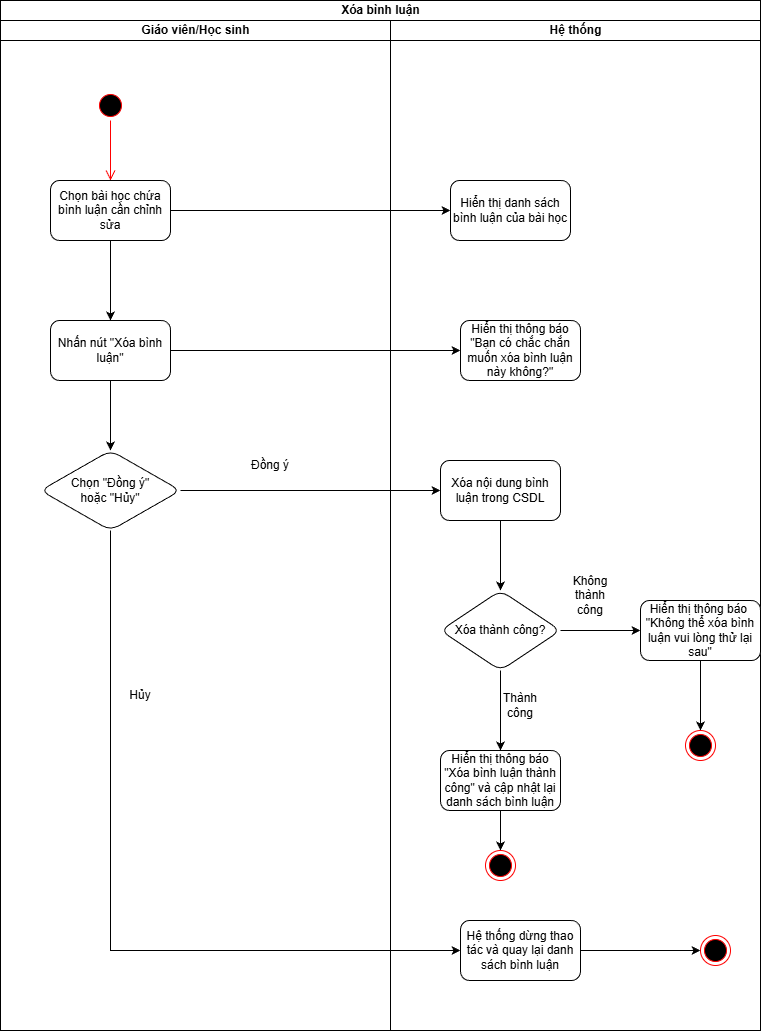 Xóa bình luận
Giáo viên/Học sinh
Hệ thống
Chọn bài học chứa
bình luận cần chỉnh
sửa
Hiển thị danh sách
bình luận của bài học
Nhấn nút "Xóa bình
luận"
Hiển thị thông báo
"Bạn có chắc chắn
muốn xóa bình luận
này không?"
Chọn "Đồng ý"
hoặc "Hủy"
Đồng ý
Xóa nội dung bình
luận trong CSDL
Xóa thành công?
Không
thành
công
Hiển thị thông báo
"Không thể xóa bình
luận vui lòng thử lại
sau"
Hủy
Thành
công
Hiển thị thông báo
"Xóa bình luận thành
công" và cập nhật lại
danh sách bình luận
Hệ thống dừng thao
tác và quay lại danh
sách bình luận